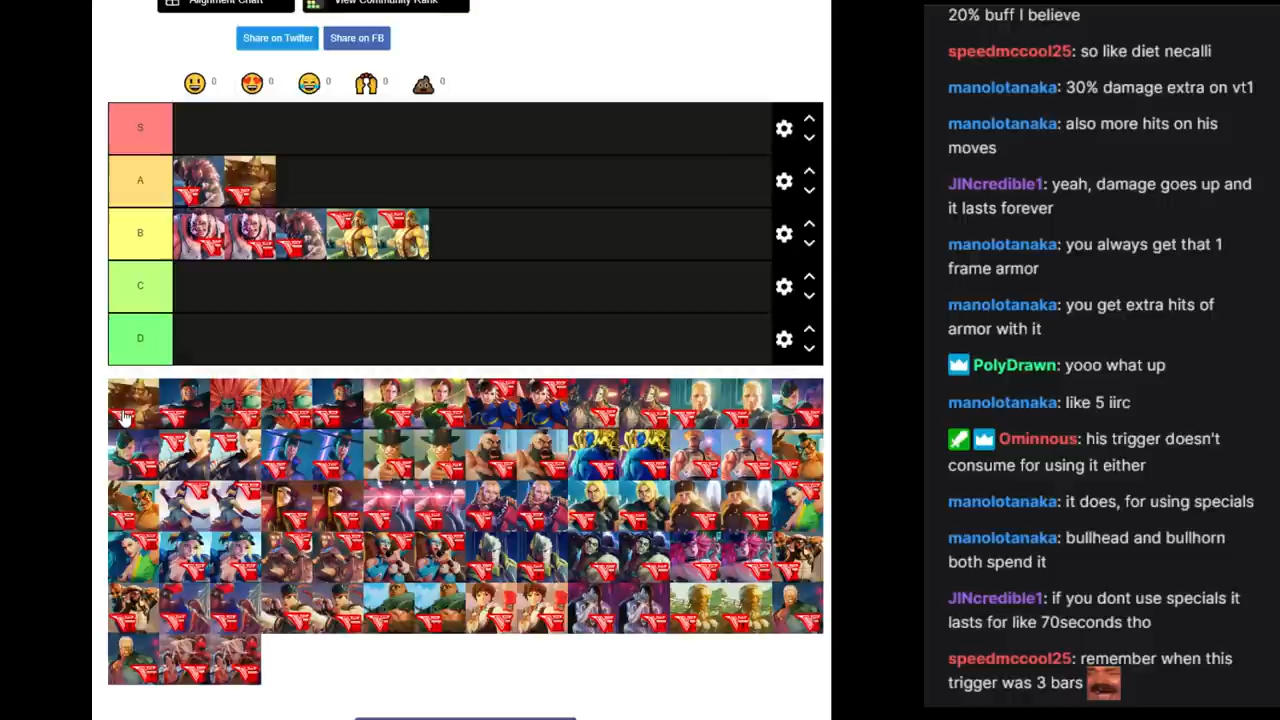 Alignment Chart
View Community Rank
Share on Twitter
Share on FB
0
0
0
0
0
S
A
B
C
D
20% buff I believe
speedmccool25: so like diet necalli
manolotanaka: 30% damage extra on vt1
manolotanaka: also more hits on his
moves
JINcredible1: yeah, damage goes up and
it lasts forever
manolotanaka: you always get that 1
frame armor
manolotanaka: you get extra hits of
armor with it
PolyDrawn: yooo what up
manolotanaka: like 5 iirc
Ominnous: his trigger doesn't
consume for using it either
manolotanaka: it does, for using specials
manolotanaka: bullhead and bullhorn
both spend it
JINcredible1: if you dont use specials it
lasts for like 70seconds tho
speedmccool25: remember when this
trigger was 3 bars